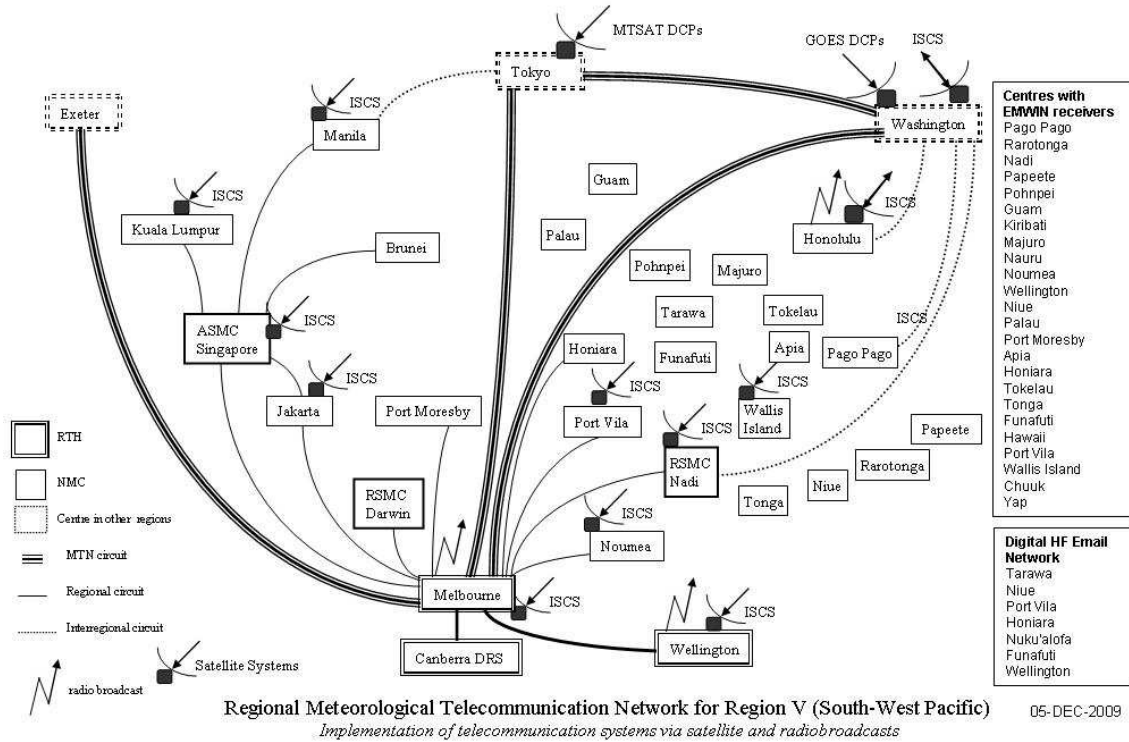 MTSAT DCPs
GOES DCPs
ISCS
Tokyo
Exeter
ISCS
Manila
Washington
Guam
ISCS
Kuala Lumpur
ISCS
Honolulu
Palau
Brunei
Pohnpei
Majuro
ISCS
Tarawa
Tokelau
ISCS
ASMC
Singapore
Honiara
Funafuti
Apia
Pago Pago
ISCS
ISCS
ISCS
Jakarta
Port Moresby
Port Vila
Wallis
Island
ISCS
Papeete
RSMC
Nadi
Rarotonga
Niue
Tonga
RSMC
Darwin
ISCS
Noumea
Melbourne
ISCS
ISCS
Canberra DRS
Wellington
RTH
NMC
Centre in other regions
MTN circuit
Regional circuit
Interregional circuit
radio broadcast
Satellite Systems
Centres with
EMWIN receivers
Pago Pago
Rarotonga
Nadi
Papeete
Pohnpei
Guam
Kiribati
Majuro
Nauru
Noumea
Wellington
Niue
Palau
Port Moresby
Apia
Honiara
Tokelau
Tonga
Funafuti
Hawaii
Port Vila
Wallis Island
Chuuk
Yap
Digital HF Email
Network
Tarawa
Niue
Port Vila
Honiara
Nuku'alofa
Funafuti
Wellington
Regional Meteorological Telecommunication Network for Region V (South-West Pacific)
05-DEC-2009
Implementation of telecommunication systems via satellite and radiobroadcasts